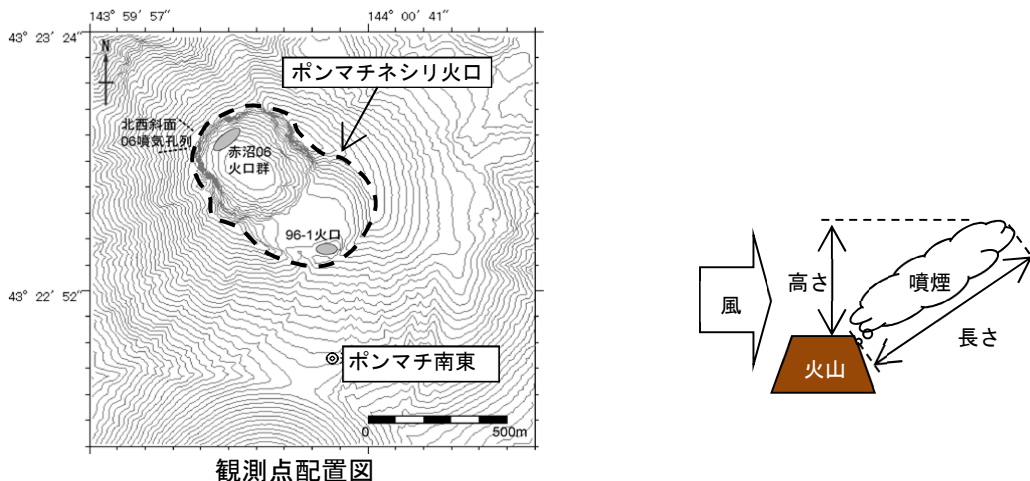 143° 59′ 57″
144° 00′ 41″
43° 23′ 24″
N
ポンマチネシリ火口
北西斜面
06噴気孔列
赤沼06
火口群
96-1火口
43° 22′ 52″
ポンマチ南東
0
500m
観測点配置図
風
高さ
噴煙
長さ
火山